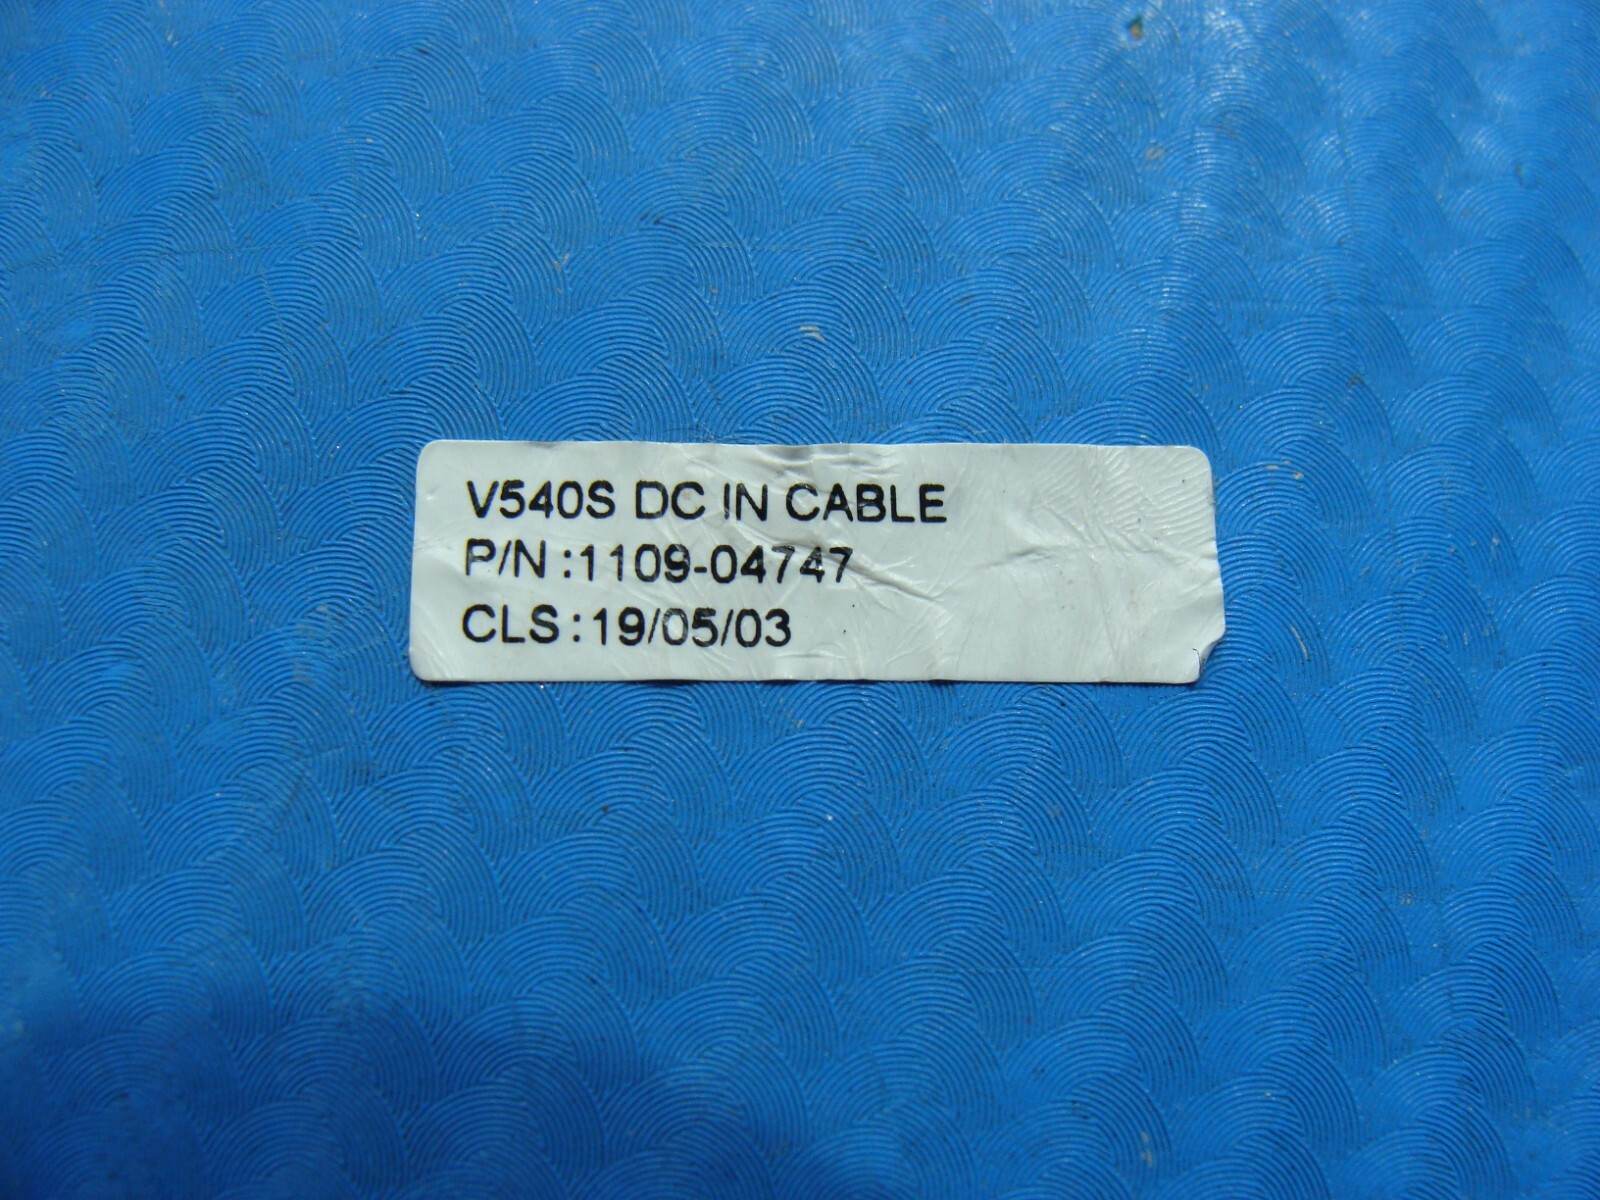 V540S DC IN CABLE
P/N :1109-04747
CLS :19/05/03